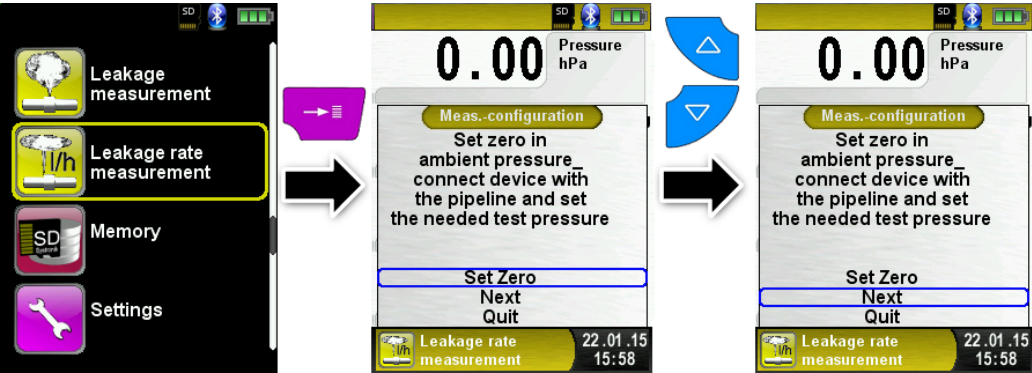 SD
Leakage
measurement
l/h
Leakage rate
measurement
SD
Memory
Settings
SD
0.00
Pressure
hPa
Meas.-configuration
Set zero in
ambient pressure_
connect device with
the pipeline and set
the needed test pressure
Set Zero
Next
Quit
l/h
Leakage rate
measurement
22.01.15
15:58
SD
0.00
Pressure
hPa
Meas.-configuration
Set zero in
ambient pressure_
connect device with
the pipeline and set
the needed test pressure
Set Zero
Next
Quit
l/h
Leakage rate
measurement
22.01.15
15:58